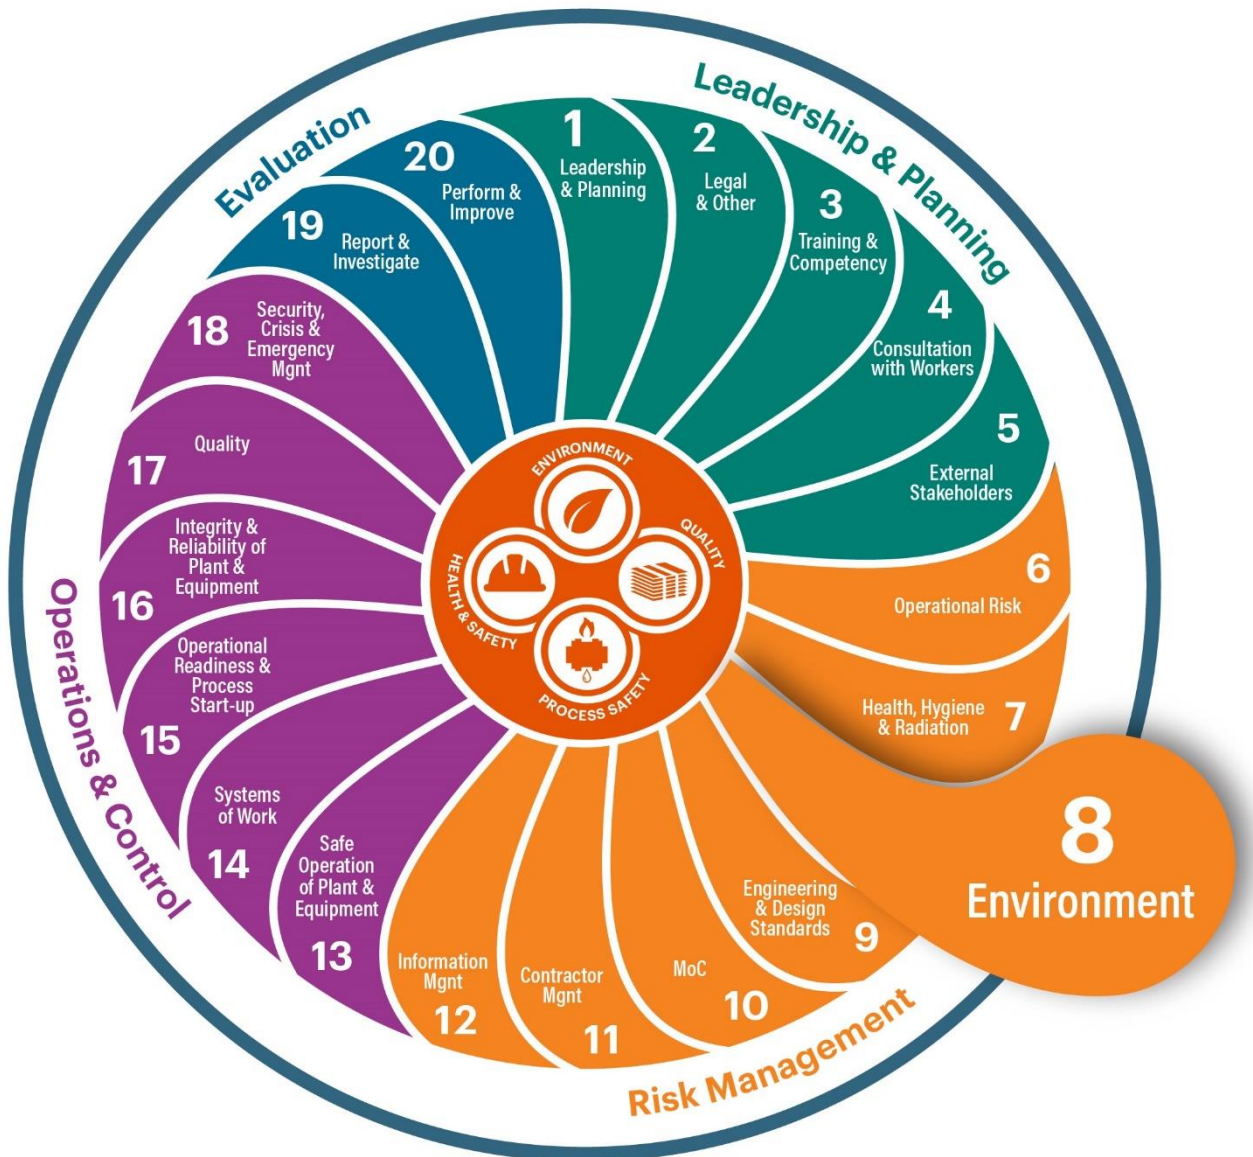 Leadership & Planning
1
Leadership
& Planning
2
Legal
& Other
3
Training &
Competency
4
Consultation
with Workers
5
External
Stakeholders
6
Operational Risk
7
Health, Hygiene
& Radiation
8
Environment
9
Engineering
& Design
Standards
10
MoC
11
Contractor
Mgnt
12
Information
Mgnt
Risk Management
13
Safe
Operation
of Plant &
Equipment
14
Systems
of Work
15
Operational
Readiness &
Process
Start-up
16
Integrity &
Reliability of
Plant &
Equipment
17
Quality
18
Security,
Crisis &
Emergency
Mgnt
Operations & Control
19
Report &
Investigate
20
Perform &
Improve
Evaluation
ENVIRONMENT
QUALITY
HEALTH & SAFETY
PROCESS SAFETY